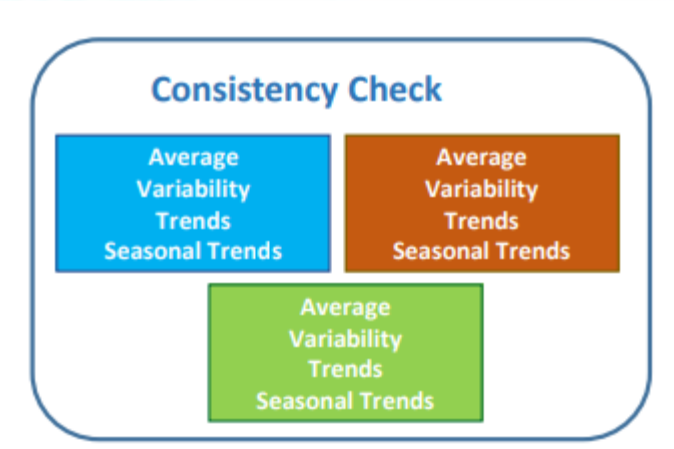 Consistency Check
Average
Variability
Trends
Seasonal Trends
Average
Variability
Trends
Seasonal Trends
Average
Variability
Trends
Seasonal Trends